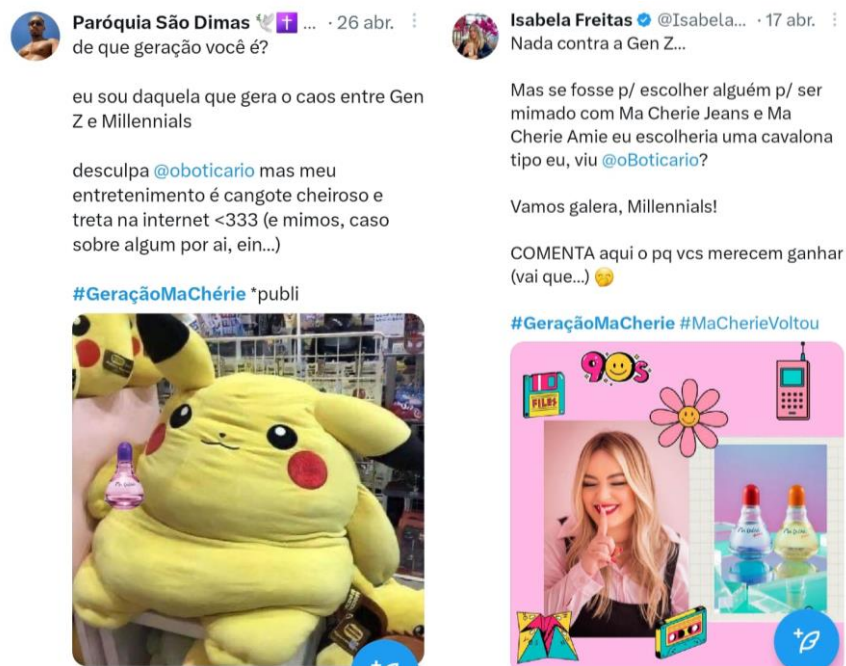 Paróquia São Dimas 🕊️✝️ ... · 26 abr.
de que geração você é?
eu sou daquela que gera o caos entre Gen
Z e Millennials
desculpa @oboticario mas meu
entretenimento é cangote cheiroso e
treta na internet <333 (e mimos, caso
sobre algum por ai, ein...)
#GeraçãoMaChérie *publi
Isabela Freitas @Isabela... · 17 abr.
Nada contra a Gen Z...
Mas se fosse p/ escolher alguém p/ ser
mimado com Ma Cherie Jeans e Ma
Cherie Amie eu escolheria uma cavalona
tipo eu, viu @oBoticario?
Vamos galera, Millennials!
COMENTA aqui o pq vcs merecem ganhar
(vai que...) 🤭
#GeraçãoMaCherie #MaCherieVoltou
90s
FILES
Ma Chérie
Ma Chérie